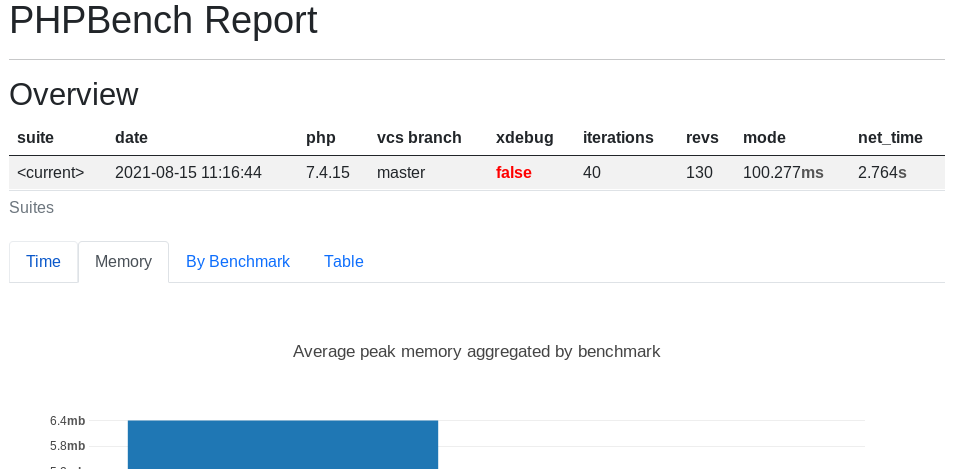 PHPBench Report
Overview
suite date php vcs branch xdebug iterations revs mode net_time
<current> 2021-08-15 11:16:44 7.4.15 master false 40 130 100.277ms 2.764s
Suites
Time Memory By Benchmark Table
Average peak memory aggregated by benchmark
6.4mb
5.8mb